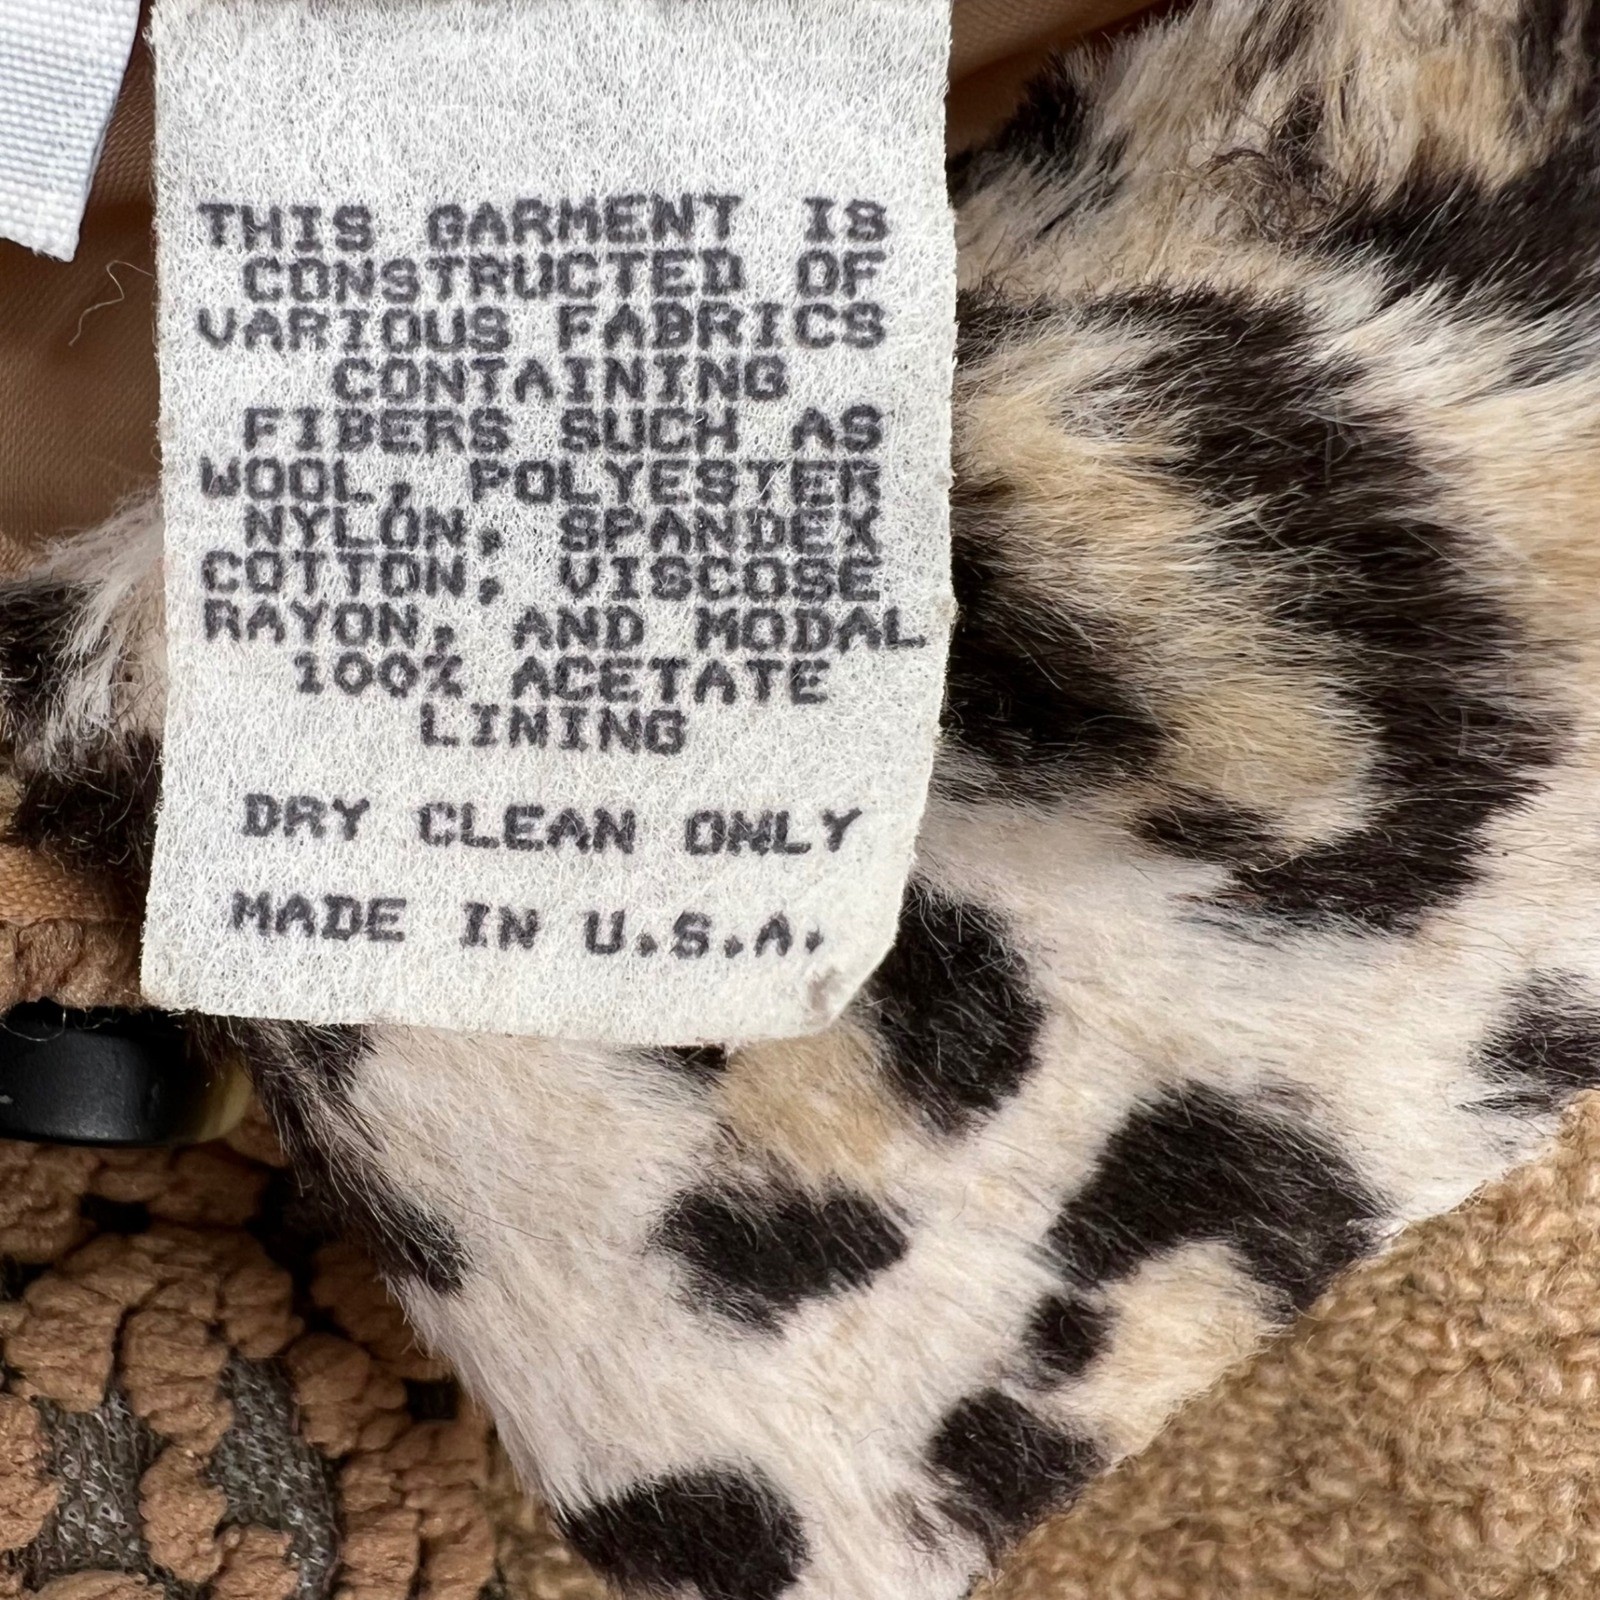 THIS GARMENT IS
CONSTRUCTED OF
VARIOUS FABRICS
CONTAINING
FIBERS SUCH AS
WOOL, POLYESTER
NYLON, SPANDEX
COTTON, VISCOSE
RAYON, AND MODAL
100% ACETATE
LINING
DRY CLEAN ONLY
MADE IN U.S.A.